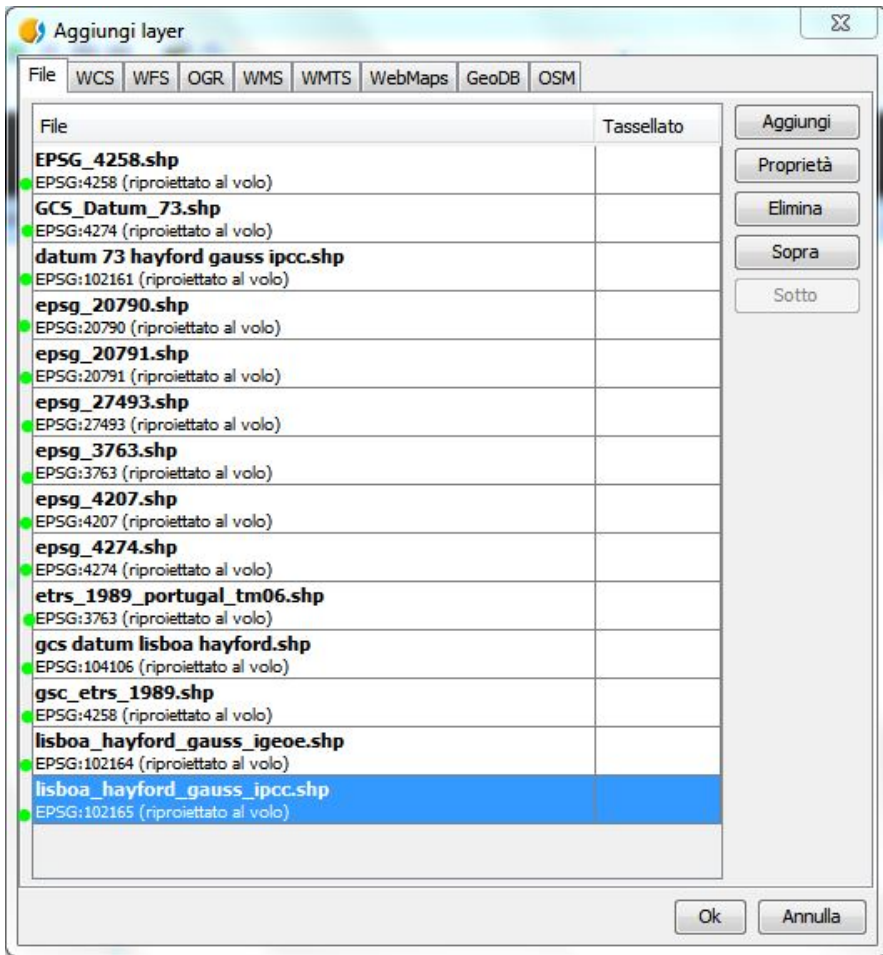 Aggiungi layer
File WCS WFS OGR WMS WMTS WebMaps GeoDB OSM
File Tassellato
EPSG_4258.shp
EPSG:4258 (riproiettato al volo)
GCS_Datum_73.shp
EPSG:4274 (riproiettato al volo)
datum 73 hayford gauss ipcc.shp
EPSG:102161 (riproiettato al volo)
epsg_20790.shp
EPSG:20790 (riproiettato al volo)
epsg_20791.shp
EPSG:20791 (riproiettato al volo)
epsg_27493.shp
EPSG:27493 (riproiettato al volo)
epsg_3763.shp
EPSG:3763 (riproiettato al volo)
epsg_4207.shp
EPSG:4207 (riproiettato al volo)
epsg_4274.shp
EPSG:4274 (riproiettato al volo)
etrs_1989_portugal_tm06.shp
EPSG:3763 (riproiettato al volo)
gcs datum lisboa hayford.shp
EPSG:104106 (riproiettato al volo)
gsc_etrs_1989.shp
EPSG:4258 (riproiettato al volo)
lisboa_hayford_gauss_igeoe.shp
EPSG:102164 (riproiettato al volo)
lisboa_hayford_gauss_ipcc.shp
EPSG:102165 (riproiettato al volo)
Aggiungi
Proprietà
Elimina
Sopra
Sotto
Ok Annulla